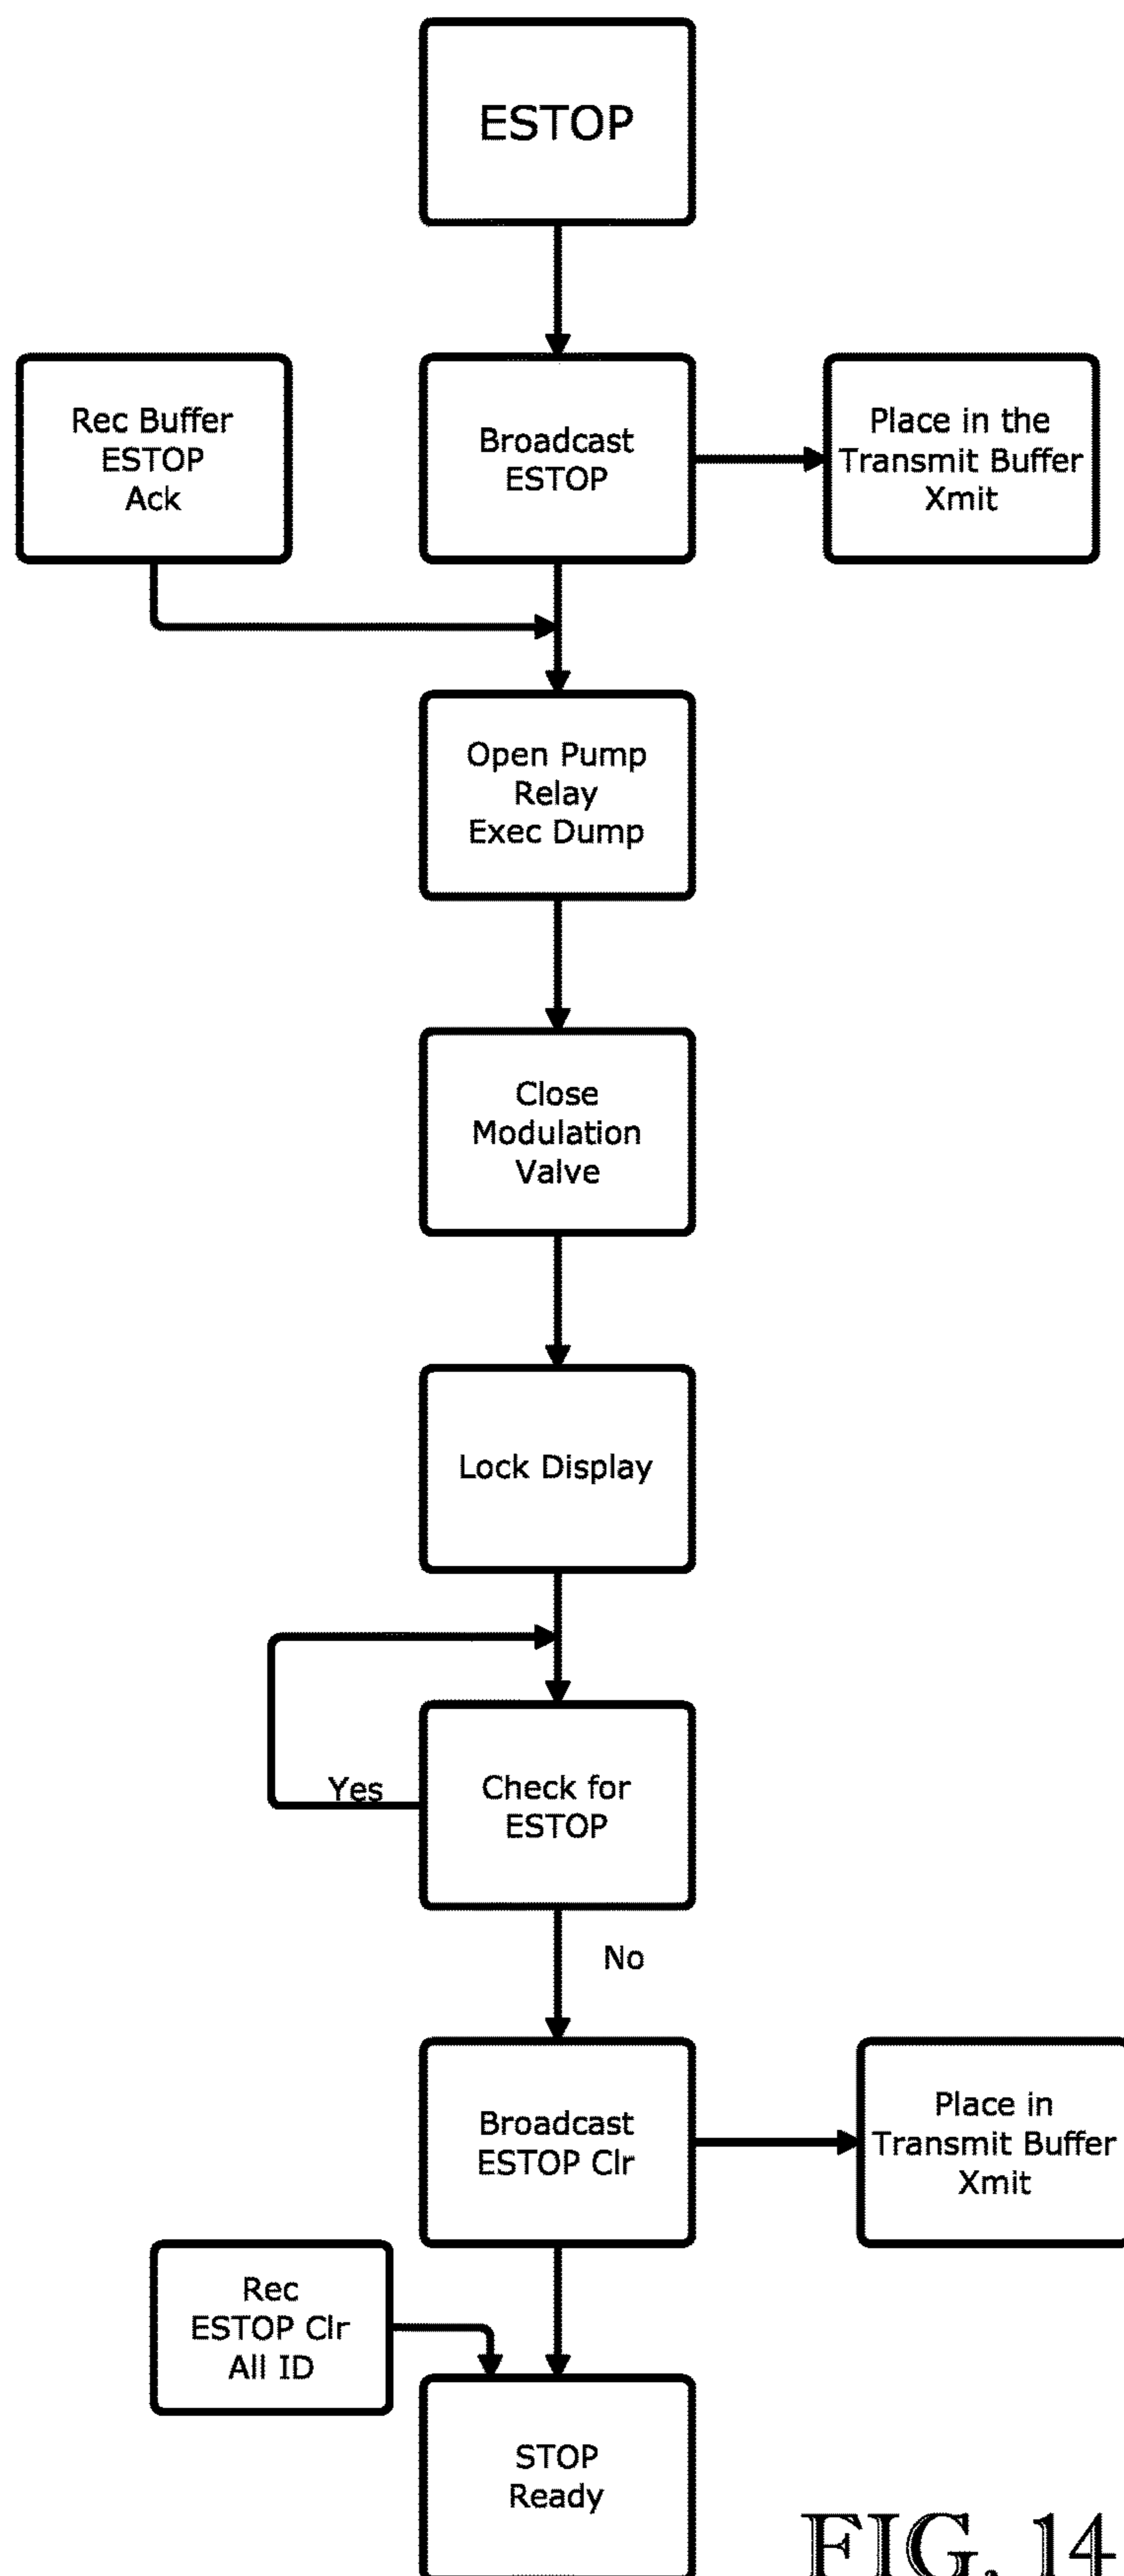 ESTOP
Rec Buffer
ESTOP
Ack
Broadcast
ESTOP
Place in the
Transmit Buffer
Xmit
Open Pump
Relay
Exec Dump
Close
Modulation
Valve
Lock Display
Yes
Check for
ESTOP
No
Broadcast
ESTOP Clr
Place in
Transmit Buffer
Xmit
Rec
ESTOP Clr
All ID
STOP
Ready
FIG. 14